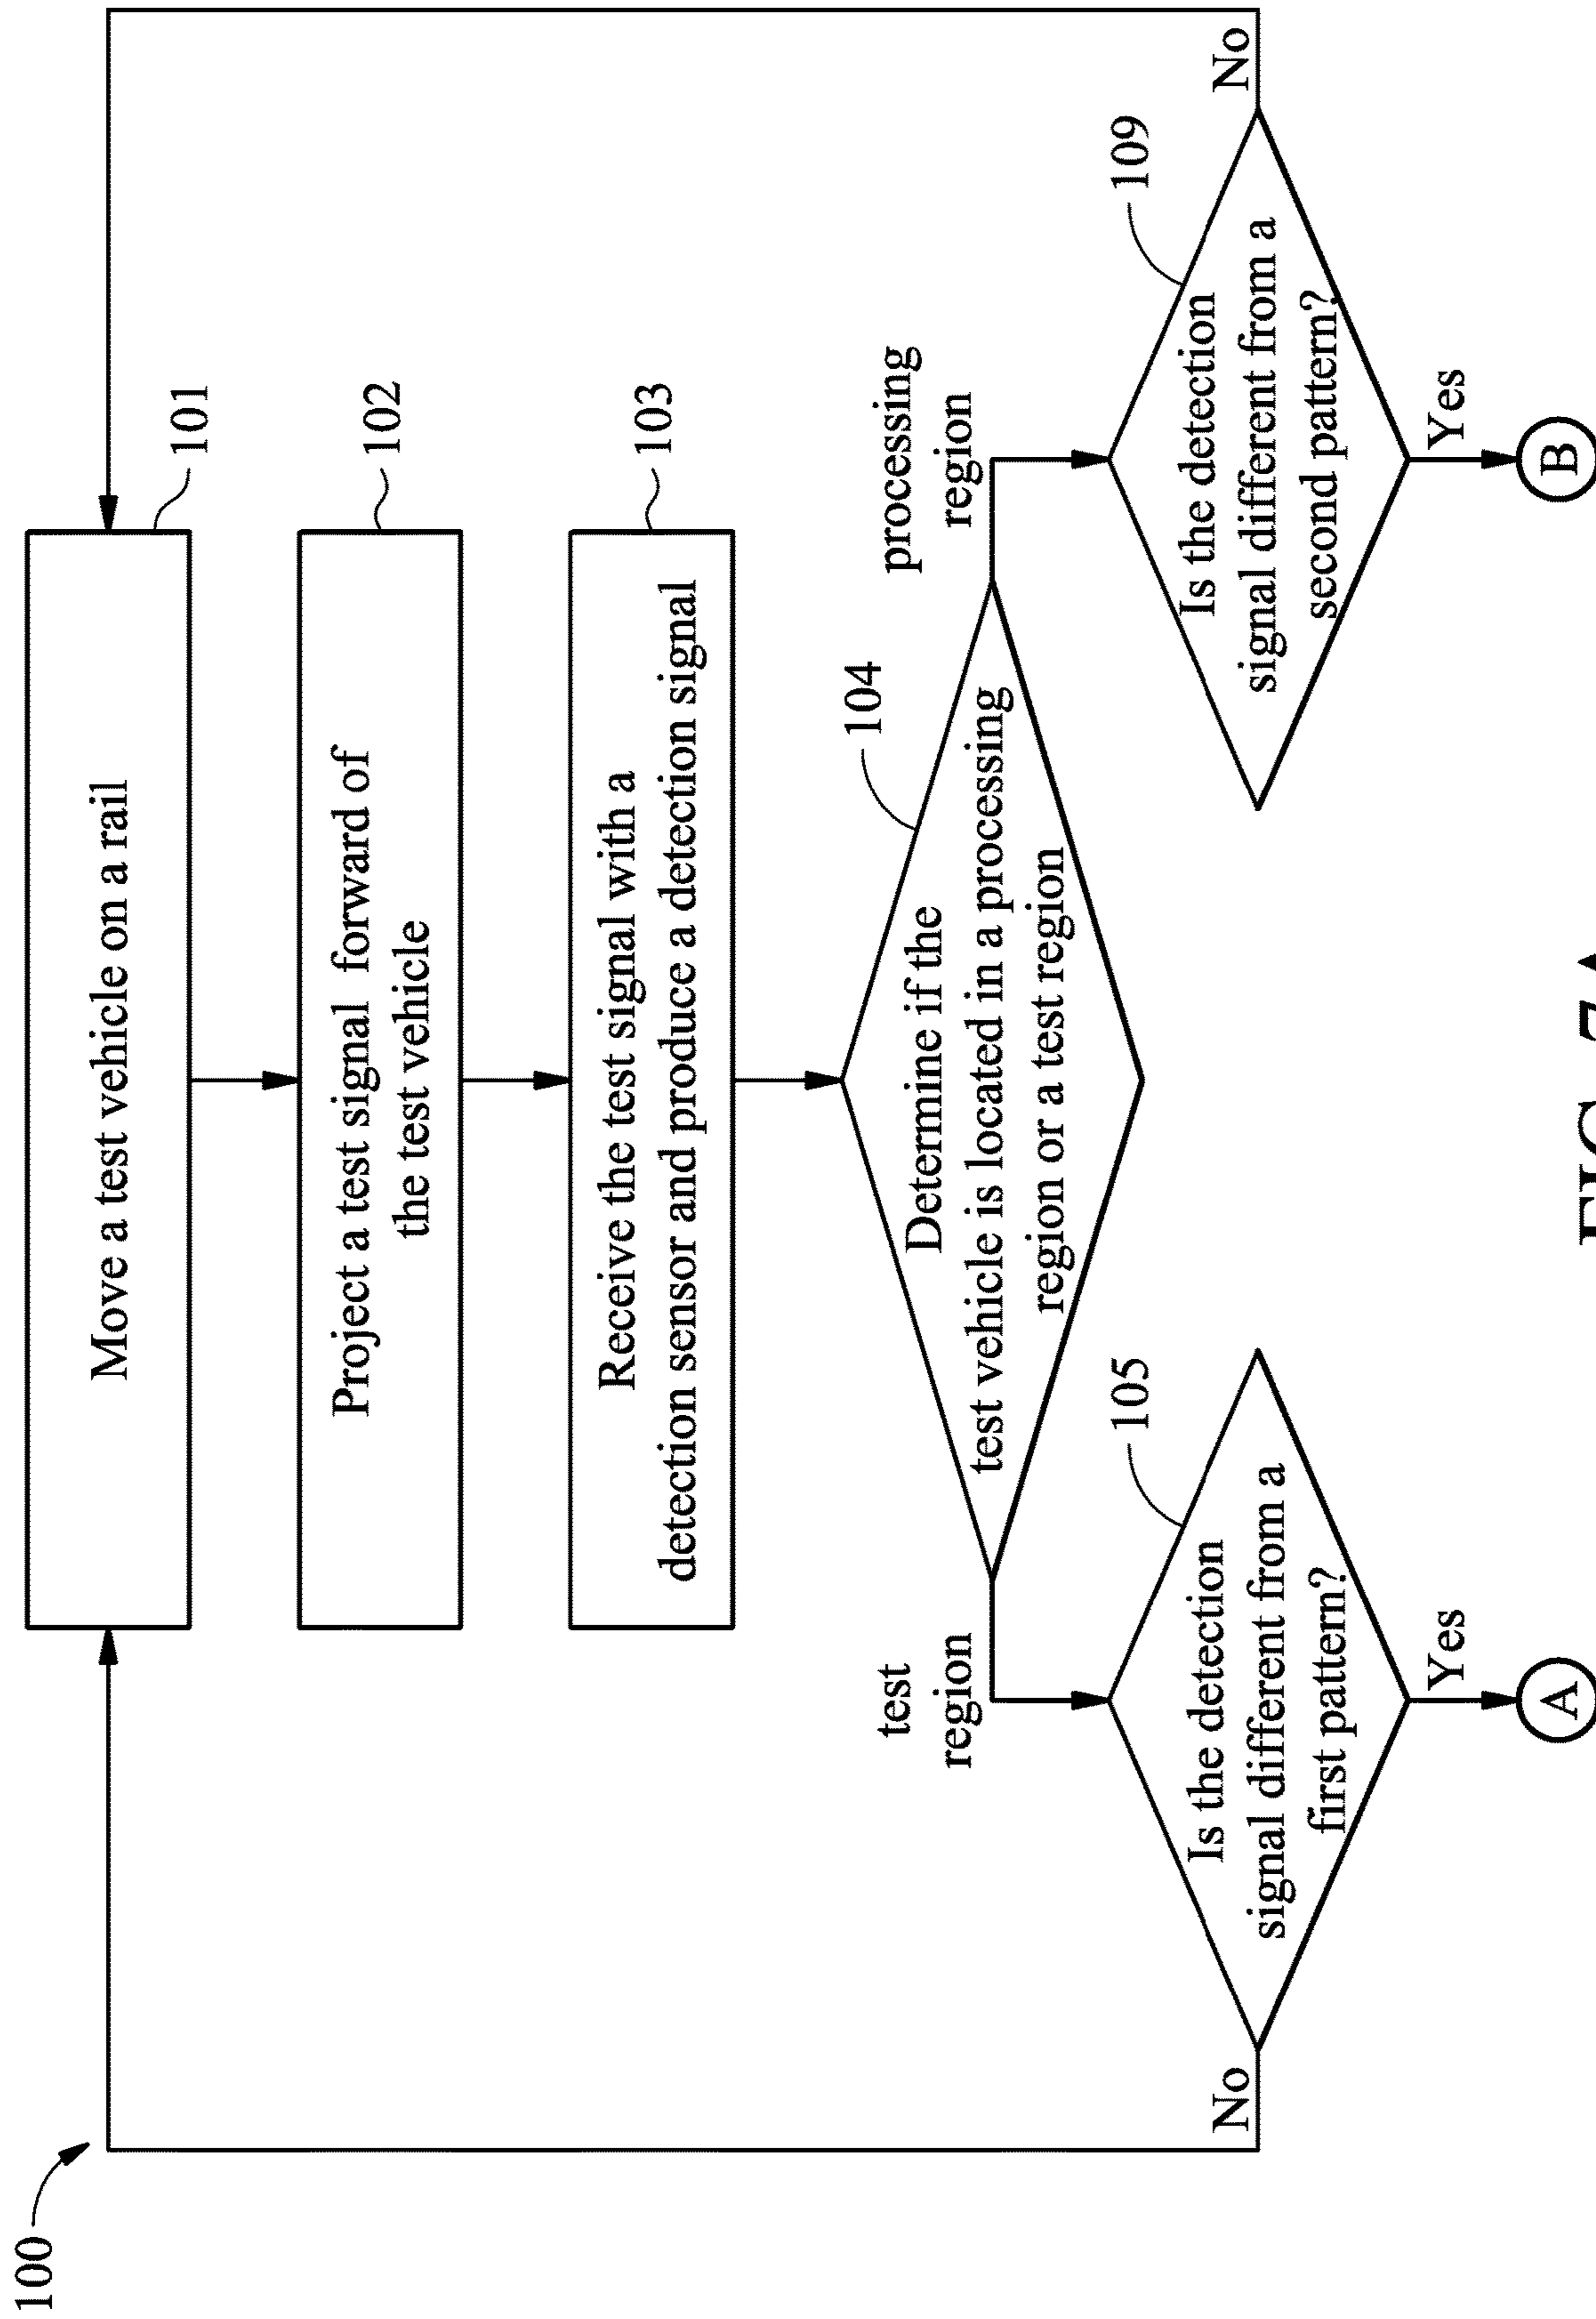 100
Move a test vehicle on a rail
101
Project a test signal forward of
the test vehicle
102
Receive the test signal with a
detection sensor and produce a detection signal
103
Determine if the
test vehicle is located in a processing
region or a test region
104
test
region
processing
region
Is the detection
signal different from a
first pattern?
105
No
Yes
A
Is the detection
signal different from a
second pattern?
109
No
Yes
B
FIG. 7A